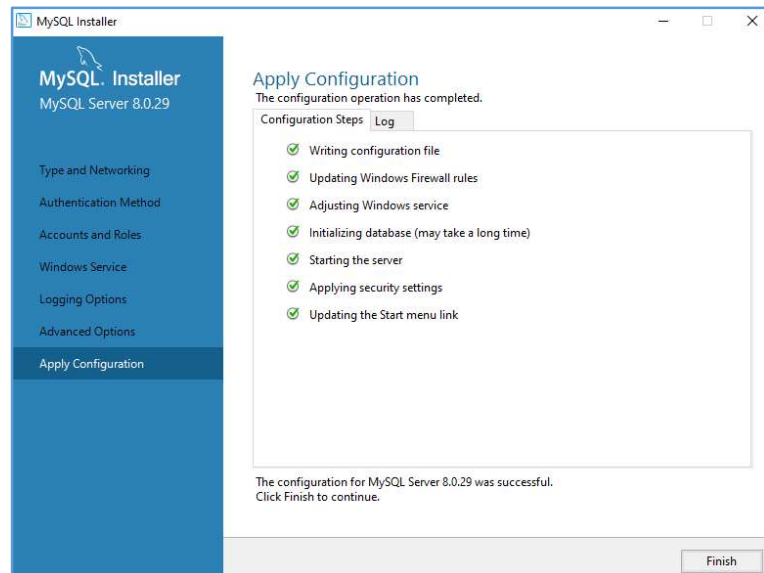 MySQL Installer
MySQL. Installer
MySQL Server 8.0.29
Type and Networking
Authentication Method
Accounts and Roles
Windows Service
Logging Options
Advanced Options
Apply Configuration
Apply Configuration
The configuration operation has completed.
Configuration Steps Log
Writing configuration file
Updating Windows Firewall rules
Adjusting Windows service
Initializing database (may take a long time)
Starting the server
Applying security settings
Updating the Start menu link
The configuration for MySQL Server 8.0.29 was successful.
Click Finish to continue.
Finish